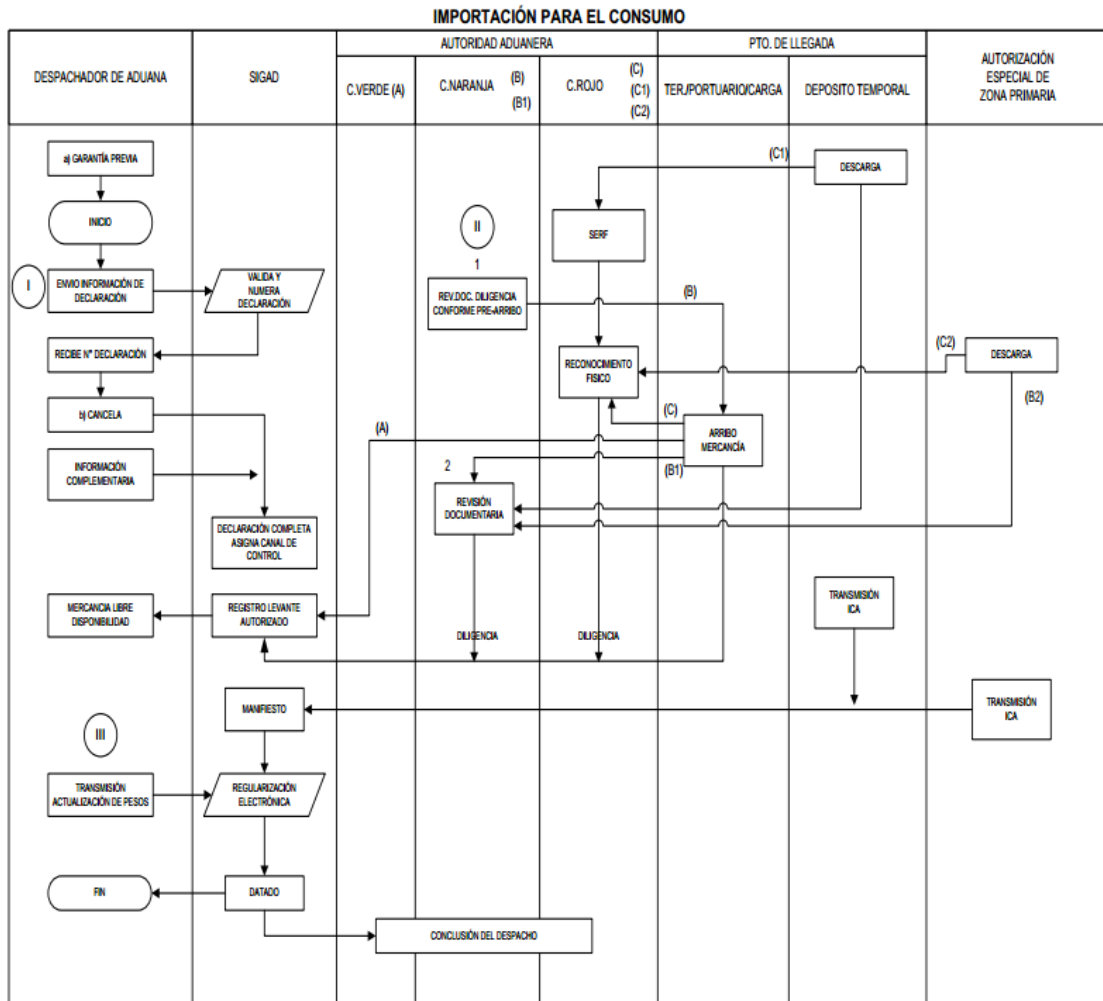 IMPORTACIÓN PARA EL CONSUMO
DESPACHADOR DE ADUANA
SIGAD
AUTORIDAD ADUANERA
C.VERDE (A)
C.NARANJA
(B)
(B1)
C.ROJO
(C)
(C1)
(C2)
PTO. DE LLEGADA
TER./PORTUARIO/CARGA
DEPOSITO TEMPORAL
AUTORIZACIÓN
ESPECIAL DE
ZONA PRIMARIA
a) GARANTÍA PREVIA
(C1)
DESCARGA
INICIO
II
SERF
1
I
ENVIO INFORMACIÓN DE
DECLARACIÓN
VALIDA Y
NUMERA
DECLARACIÓN
REV.DOC. DILIGENCIA
CONFORME PRE-ARRIBO
(B)
RECIBE N° DECLARACIÓN
RECONOCIMIENTO
FISICO
(C2)
DESCARGA
(B2)
b) CANCELA
(A)
(C)
ARRIBO
MERCANCÍA
INFORMACIÓN
COMPLEMENTARIA
2
(B1)
REVISIÓN
DOCUMENTARIA
DECLARACIÓN COMPLETA
ASIGNA CANAL DE
CONTROL
MERCANCIA LIBRE
DISPONIBILIDAD
REGISTRO LEVANTE
AUTORIZADO
TRANSMISIÓN
ICA
DILIGENCIA
DILIGENCIA
MANIFIESTO
TRANSMISIÓN
ICA
III
TRANSMISIÓN
ACTUALIZACIÓN DE PESOS
REGULARIZACIÓN
ELECTRÓNICA
FIN
DATADO
CONCLUSIÓN DEL DESPACHO